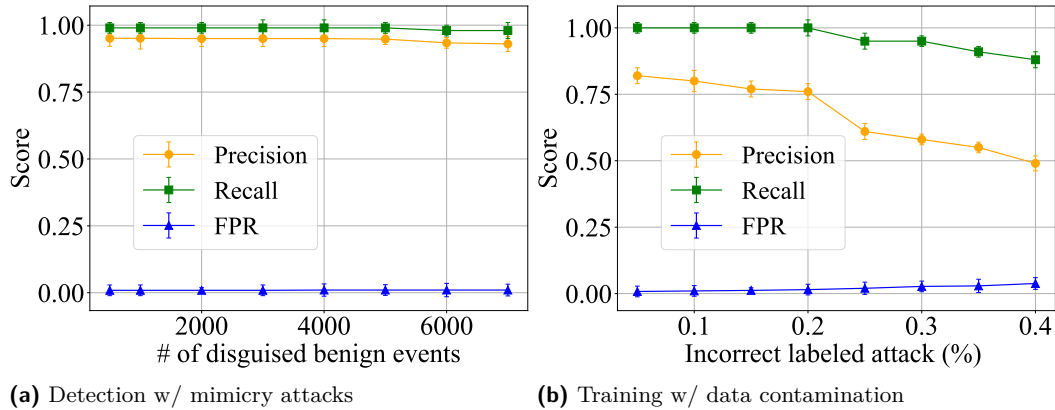 1.00
0.75
0.50
0.25
0.00
Score
Precision
Recall
FPR
2000 4000 6000
# of disguised benign events
(a) Detection w/ mimicry attacks
1.00
0.75
0.50
0.25
0.00
Score
Precision
Recall
FPR
0.1 0.2 0.3 0.4
Incorrect labeled attack (%)
(b) Training w/ data contamination